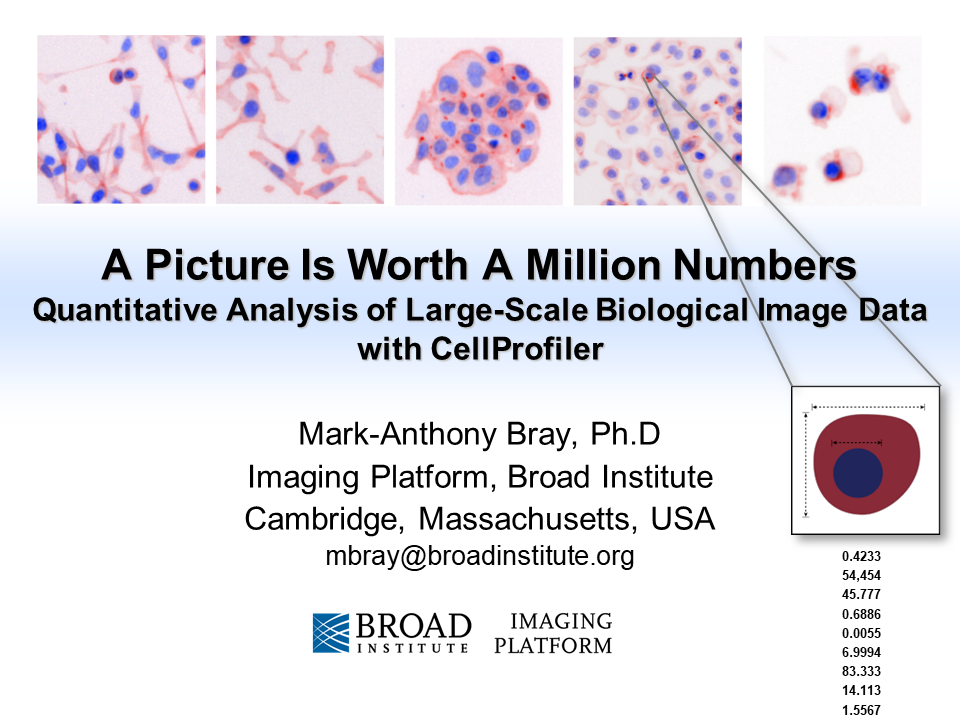 A Picture Is Worth A Million Numbers
Quantitative Analysis of Large-Scale Biological Image Data
with CellProfiler
Mark-Anthony Bray, Ph.D
Imaging Platform, Broad Institute
Cambridge, Massachusetts, USA
mbray@broadinstitute.org
BROAD
INSTITUTE
IMAGING
PLATFORM
0.4233
54,454
45.777
0.6886
0.0055
6.9994
83.333
14.113
1.5567